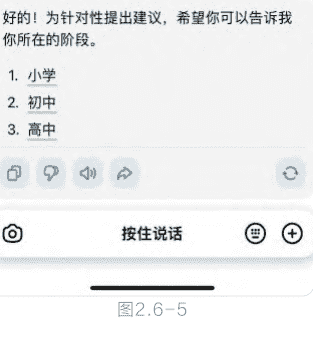 好的！为针对性提出建议，希望你可以告诉我
你所在的阶段。
1. 小学
2. 初中
3. 高中
按住说话
图2.6-5